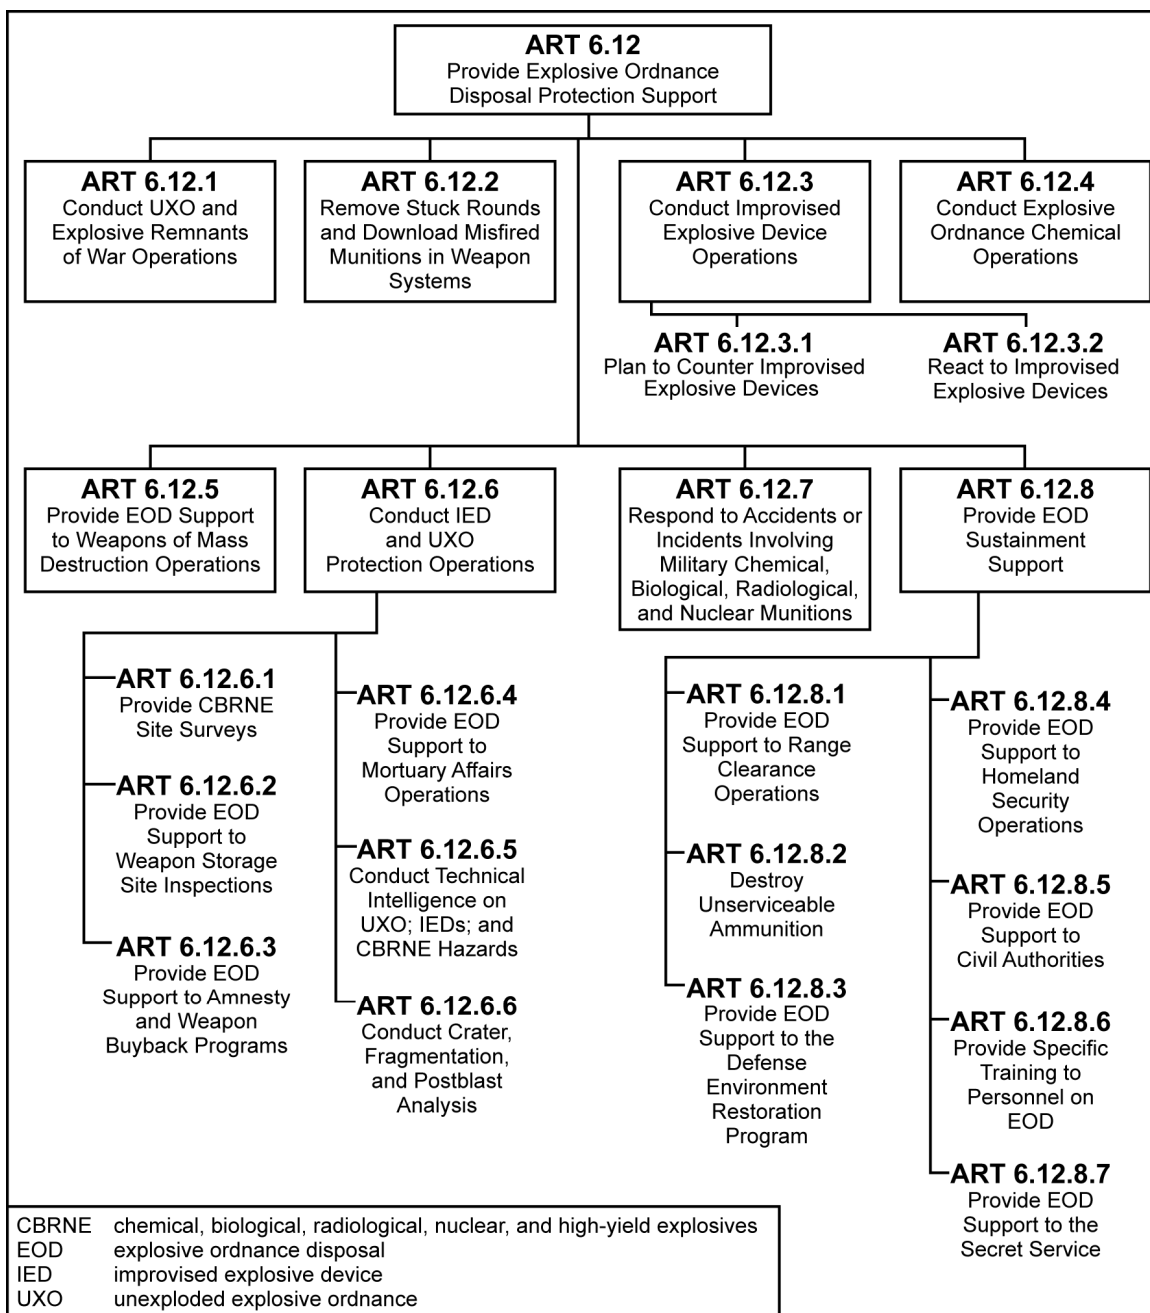 ART 6.12
Provide Explosive Ordnance
Disposal Protection Support
ART 6.12.1
Conduct UXO and
Explosive Remnants
of War Operations
ART 6.12.2
Remove Stuck Rounds
and Download Misfired
Munitions in Weapon
Systems
ART 6.12.3
Conduct Improvised
Explosive Device
Operations
ART 6.12.4
Conduct Explosive
Ordnance Chemical
Operations
ART 6.12.3.1
Plan to Counter Improvised
Explosive Devices
ART 6.12.3.2
React to Improvised
Explosive Devices
ART 6.12.5
Provide EOD Support
to Weapons of Mass
Destruction Operations
ART 6.12.6
Conduct IED
and UXO
Protection Operations
ART 6.12.7
Respond to Accidents or
Incidents Involving
Military Chemical,
Biological, Radiological,
and Nuclear Munitions
ART 6.12.8
Provide EOD
Sustainment
Support
ART 6.12.6.1
Provide CBRNE
Site Surveys
ART 6.12.6.2
Provide EOD
Support to
Weapon Storage
Site Inspections
ART 6.12.6.3
Provide EOD
Support to Amnesty
and Weapon
Buyback Programs
ART 6.12.6.4
Provide EOD
Support to
Mortuary Affairs
Operations
ART 6.12.6.5
Conduct Technical
Intelligence on
UXO; IEDs; and
CBRNE Hazards
ART 6.12.6.6
Conduct Crater,
Fragmentation,
and Postblast
Analysis
ART 6.12.8.1
Provide EOD
Support to Range
Clearance
Operations
ART 6.12.8.2
Destroy
Unserviceable
Ammunition
ART 6.12.8.3
Provide EOD
Support to the
Defense
Environment
Restoration
Program
ART 6.12.8.4
Provide EOD
Support to
Homeland
Security
Operations
ART 6.12.8.5
Provide EOD
Support to
Civil Authorities
ART 6.12.8.6
Provide Specific
Training to
Personnel on
EOD
ART 6.12.8.7
Provide EOD
Support to the
Secret Service
CBRNE chemical, biological, radiological, nuclear, and high-yield explosives
EOD explosive ordnance disposal
IED improvised explosive device
UXO unexploded explosive ordnance